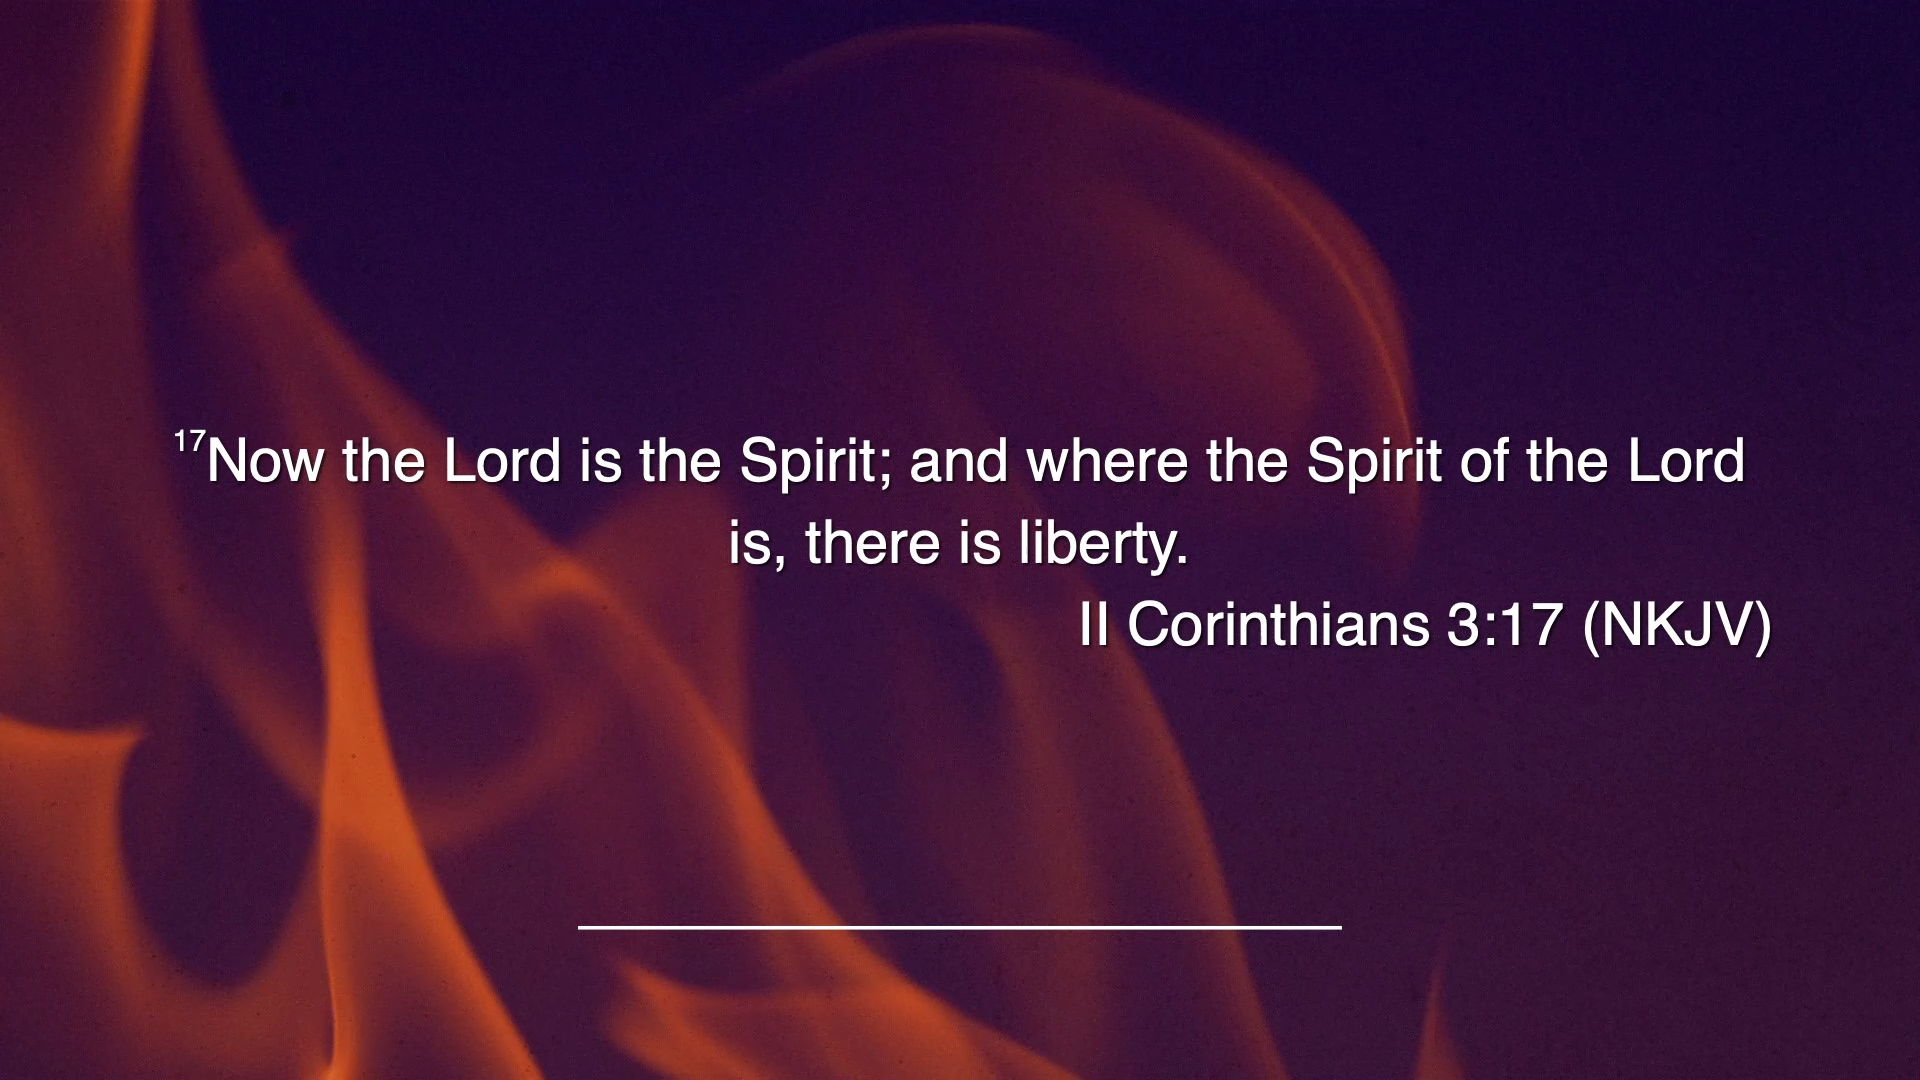 17Now the Lord is the Spirit; and where the Spirit of the Lord
is, there is liberty.
II Corinthians 3:17 (NKJV)